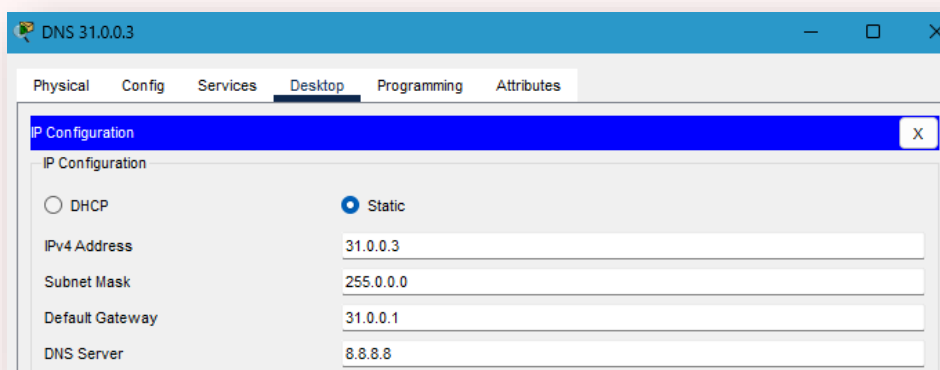 DNS 31.0.0.3
Physical Config Services Desktop Programming Attributes
IP Configuration X
IP Configuration
DHCP Static
IPv4 Address 31.0.0.3
Subnet Mask 255.0.0.0
Default Gateway 31.0.0.1
DNS Server 8.8.8.8